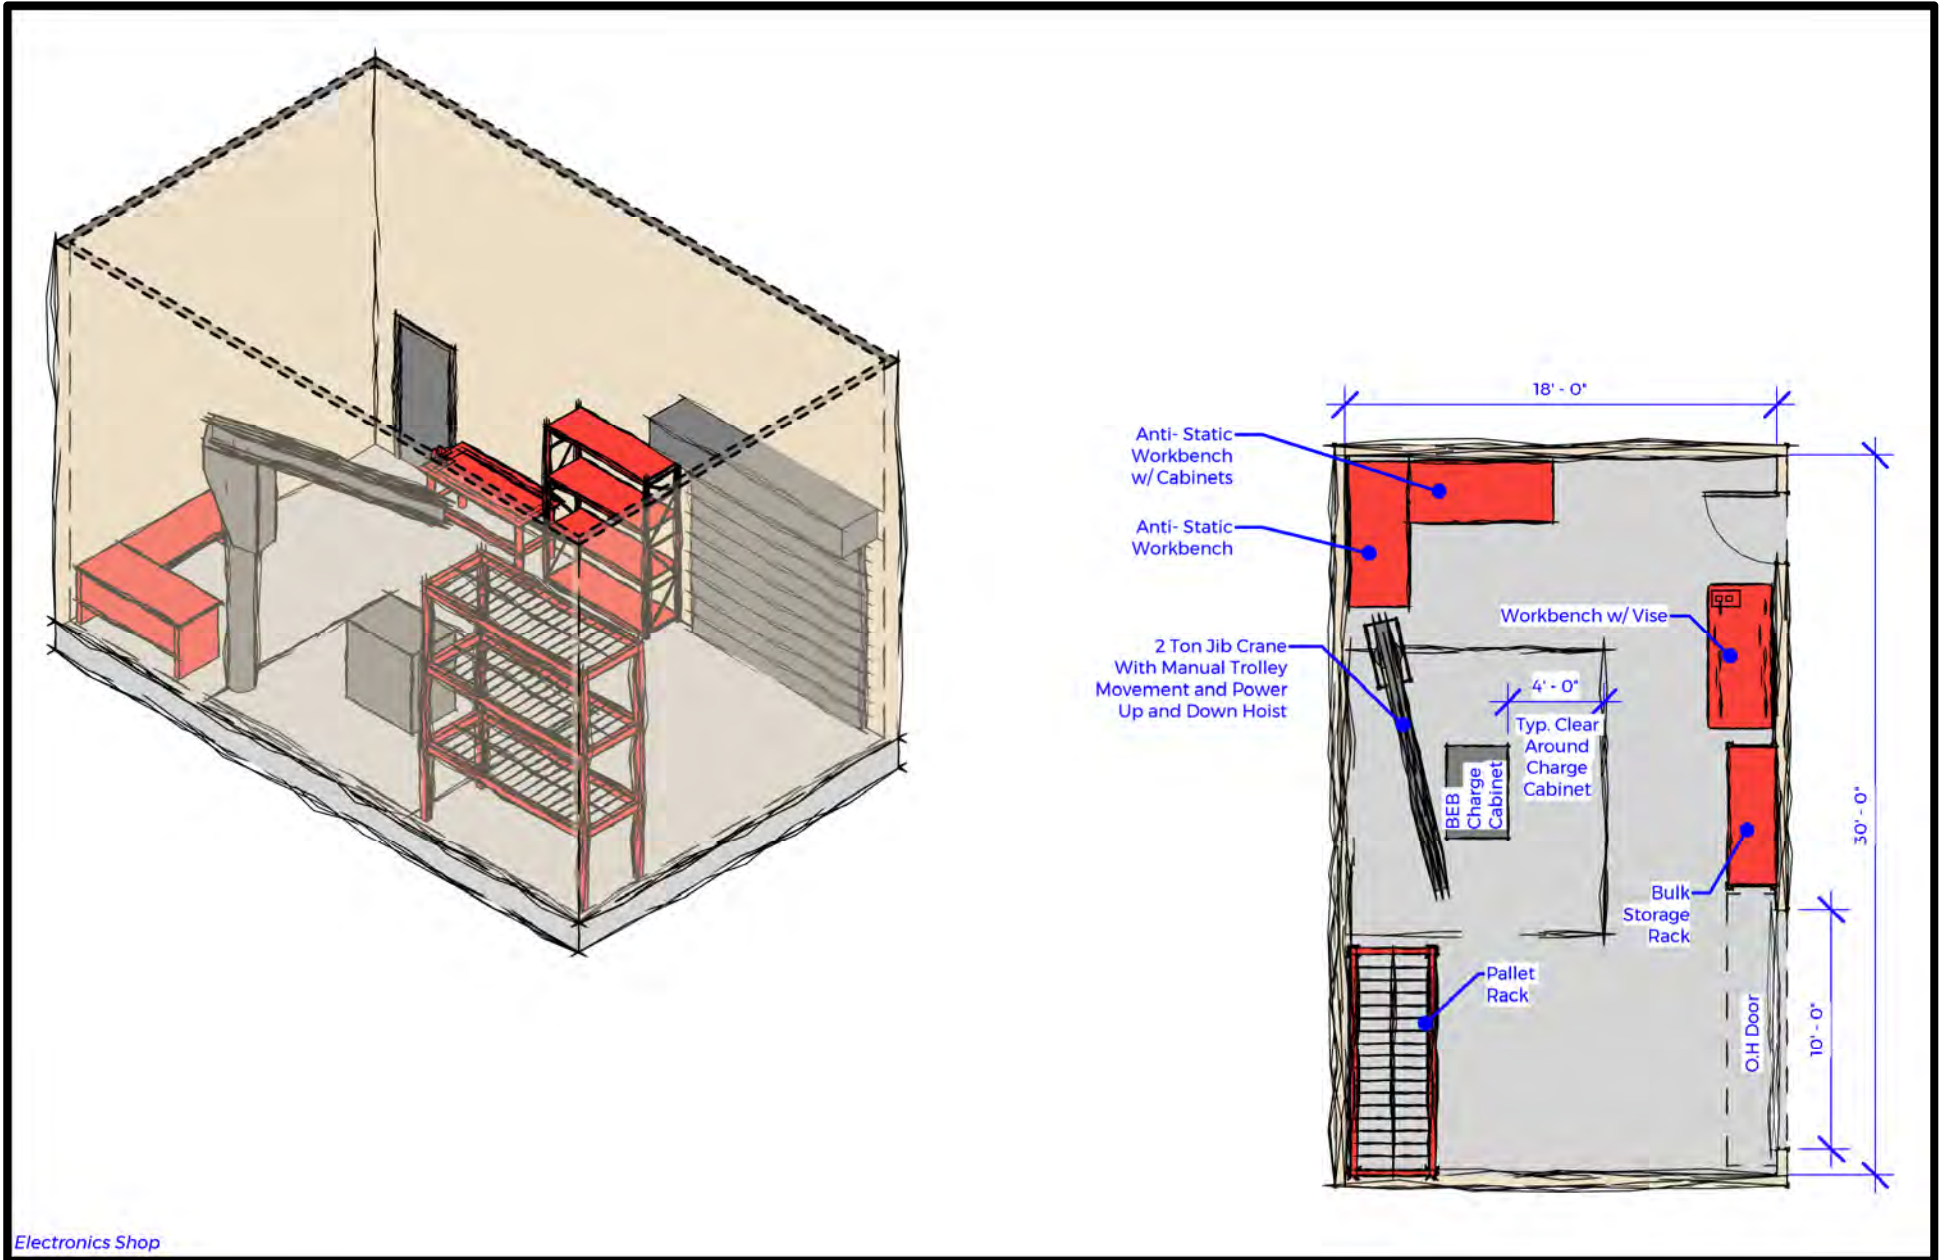 18' - 0"
Anti- Static
Workbench
w/ Cabinets
Anti- Static
Workbench
Workbench w/ Vise
2 Ton Jib Crane
With Manual Trolley
Movement and Power
Up and Down Hoist
4' - 0"
Typ. Clear
Around
Charge
Cabinet
BEB
Charge
Cabinet
30' - 0"
Bulk
Storage
Rack
Pallet
Rack
O.H Door
10' - 0"
Electronics Shop